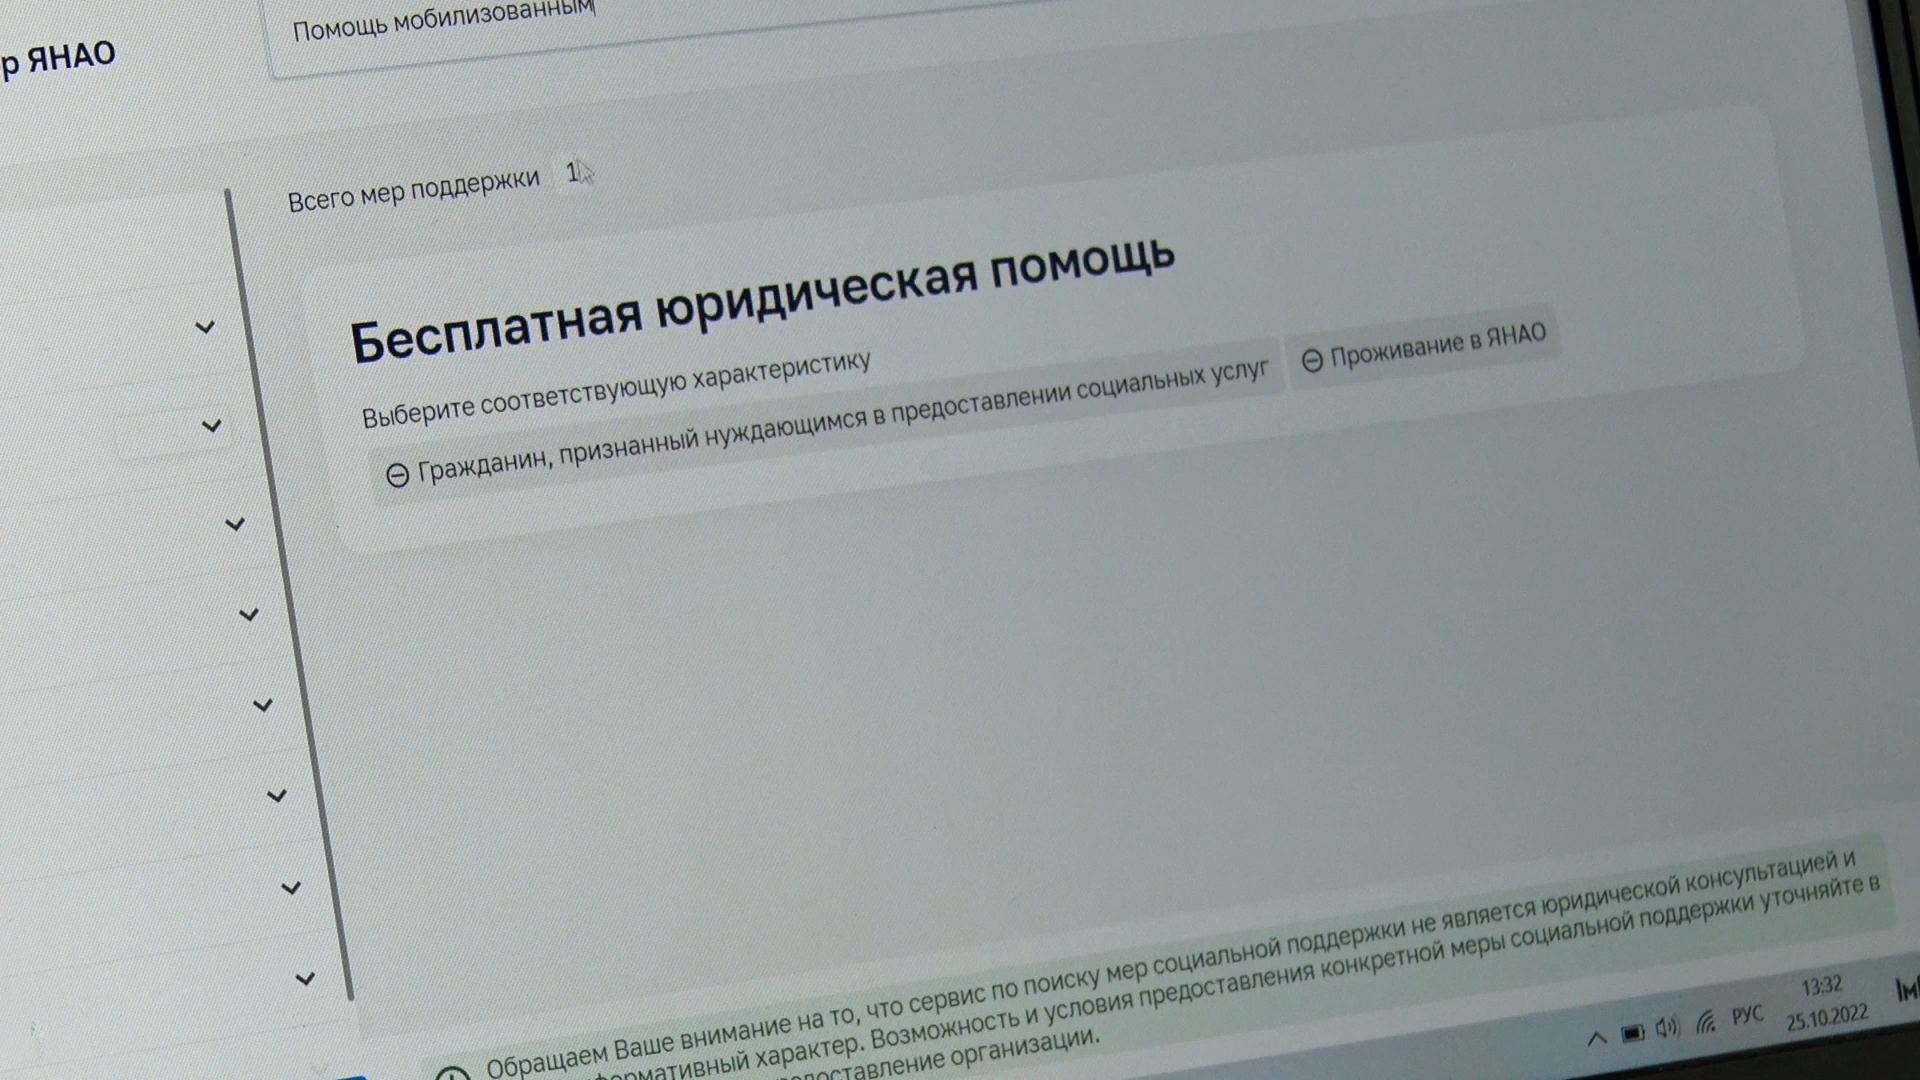 Помощь мобилизованным
р ЯНАО
Всего мер поддержки 1
Бесплатная юридическая помощь
Выберите соответствующую характеристику
Гражданин, признанный нуждающимся в предоставлении социальных услуг
Проживание в ЯНАО
Обращаем Ваше внимание на то, что сервис по поиску мер социальной поддержки не является юридической консультацией и
формативный характер. Возможность и условия предоставления конкретной меры социальной поддержки уточняйте в
доставление организации.
РУС
13:32
25.10.2022